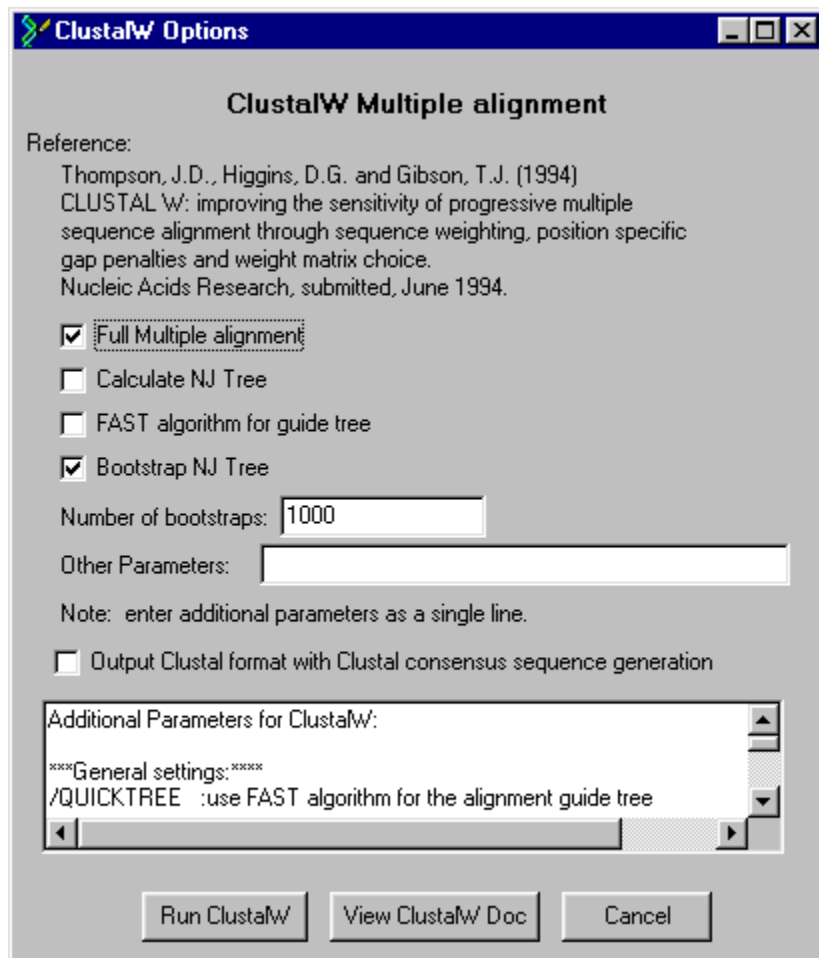 ClustalW Options
ClustalW Multiple alignment
Reference:
Thompson, J.D., Higgins, D.G. and Gibson, T.J. (1994)
CLUSTAL W: improving the sensitivity of progressive multiple
sequence alignment through sequence weighting, position specific
gap penalties and weight matrix choice.
Nucleic Acids Research, submitted, June 1994.
Full Multiple alignment
Calculate NJ Tree
FAST algorithm for guide tree
Bootstrap NJ Tree
Number of bootstraps: 1000
Other Parameters:
Note: enter additional parameters as a single line.
Output Clustal format with Clustal consensus sequence generation
Additional Parameters for ClustalW:
***General settings:****
/QUICKTREE :use FAST algorithm for the alignment guide tree
Run ClustalW View ClustalW Doc Cancel